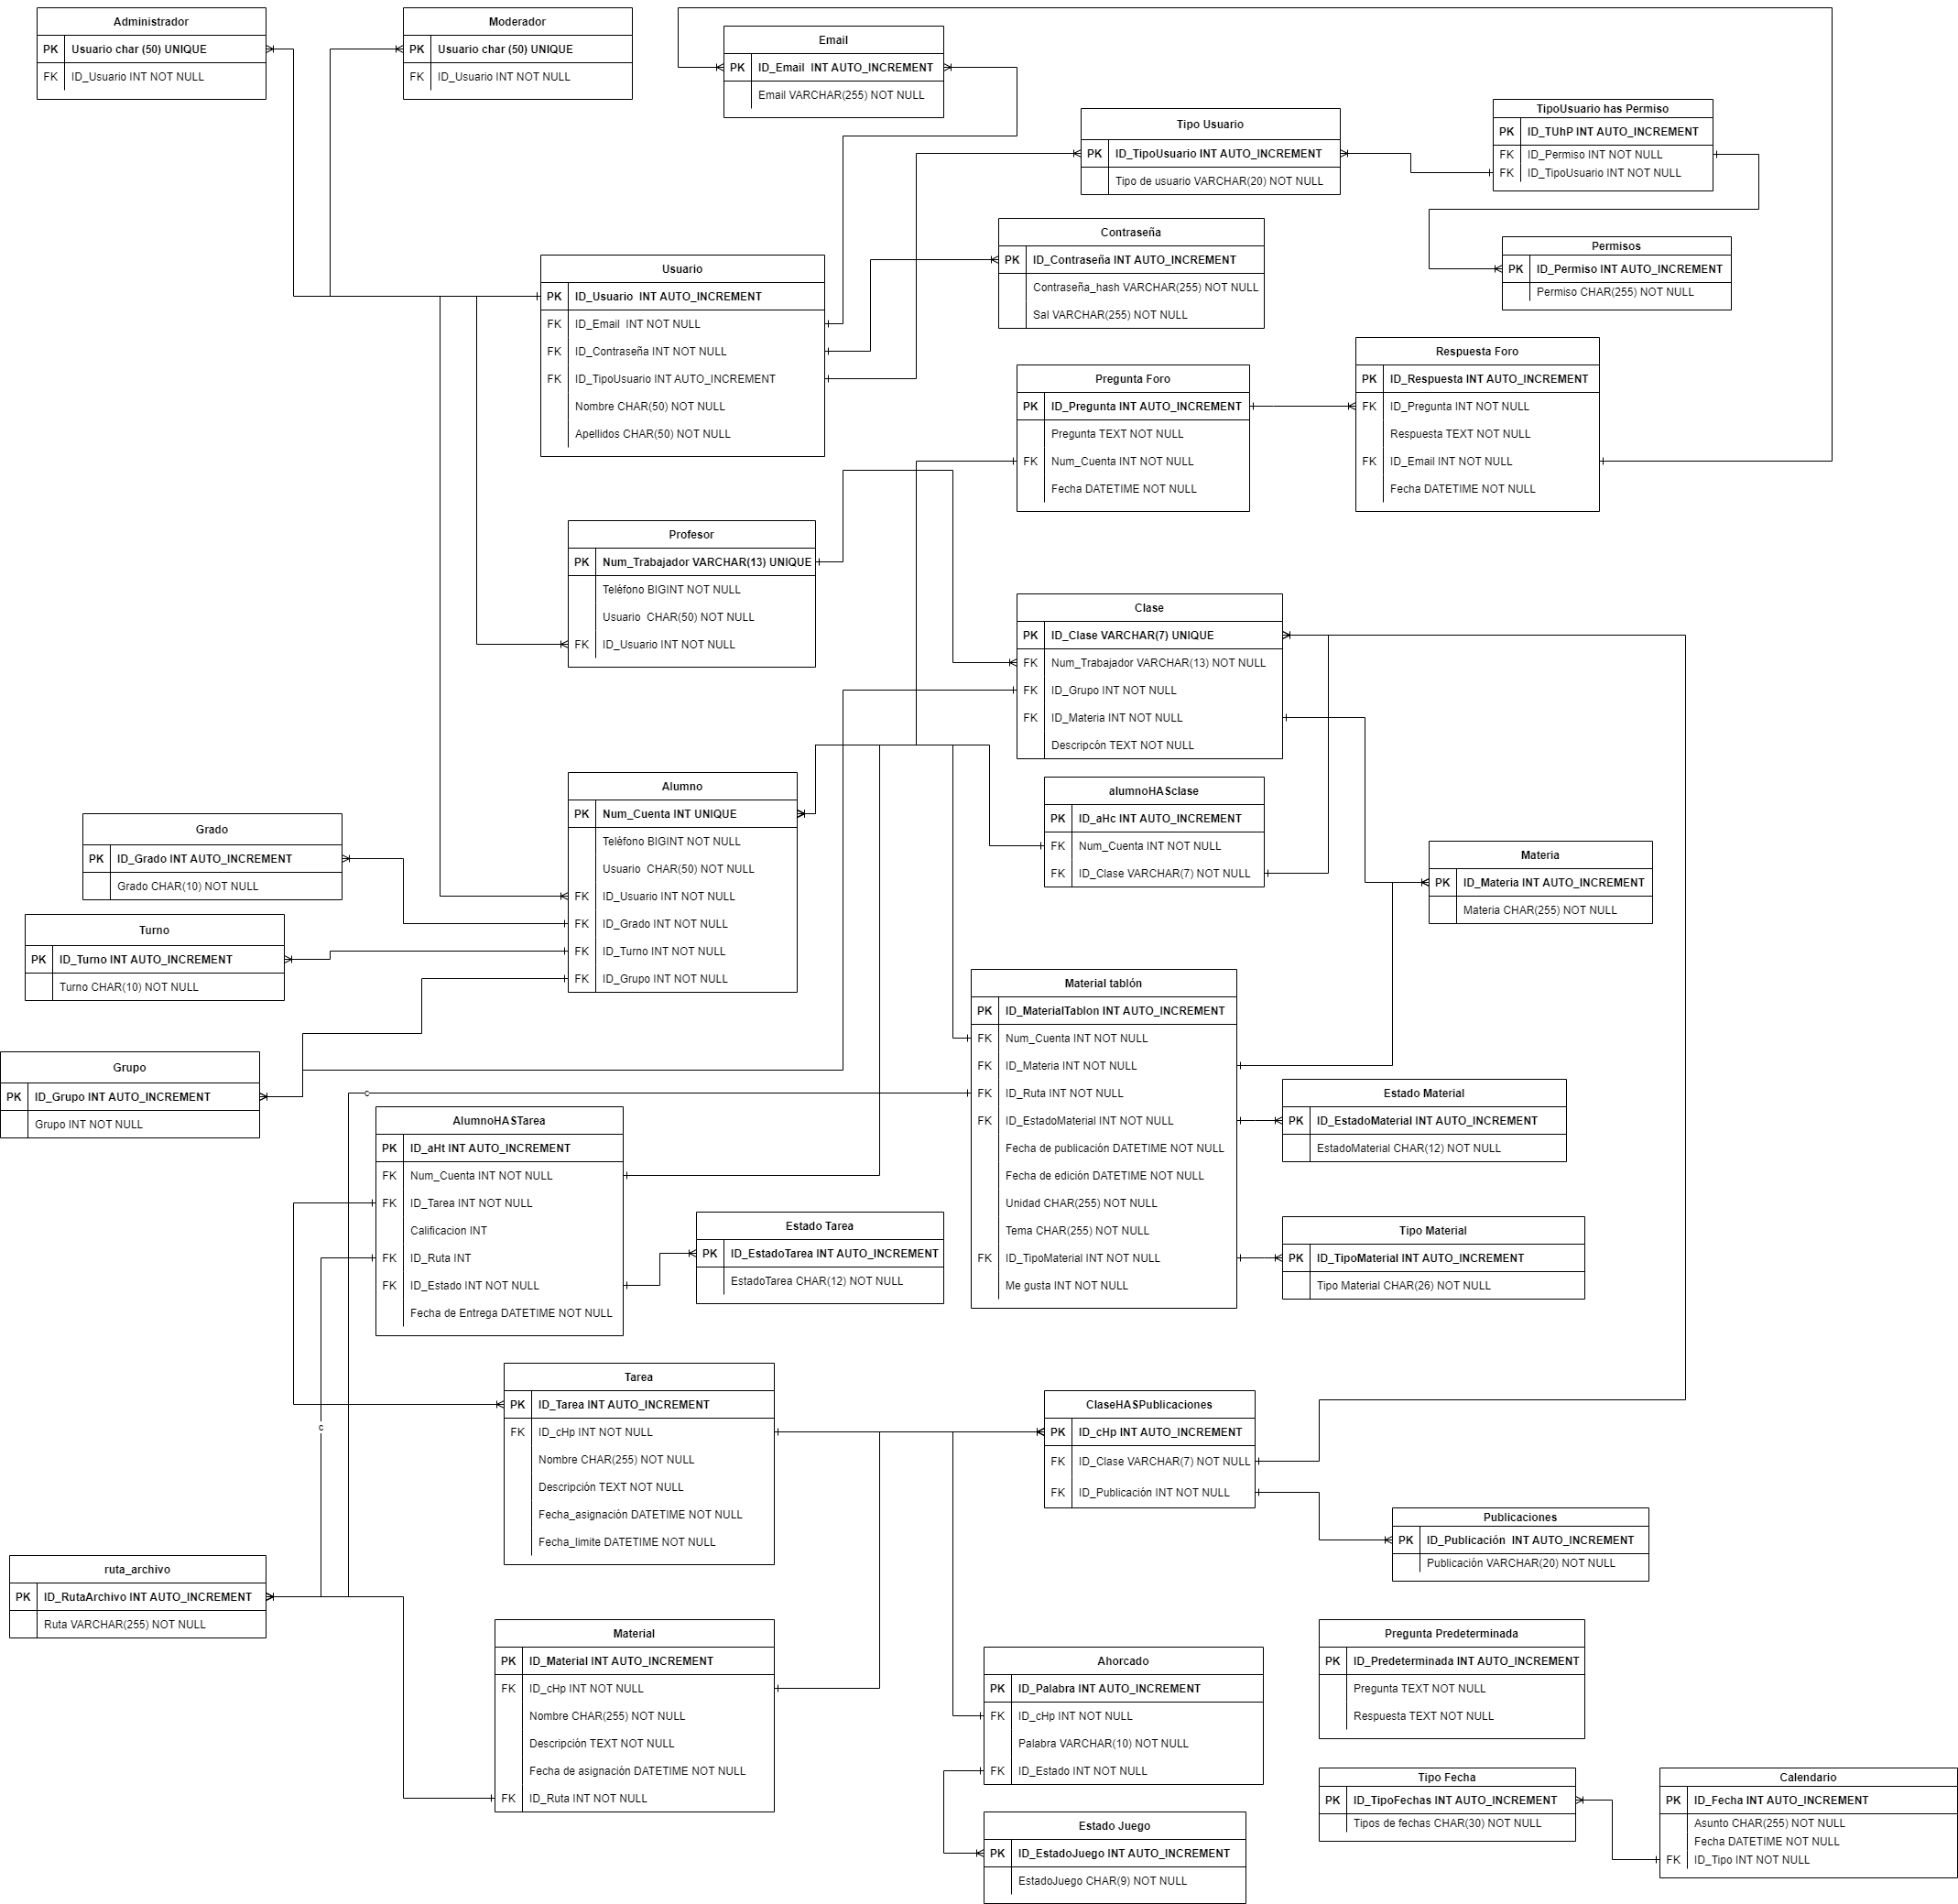 Administrador
PK Usuario char (50) UNIQUE
FK ID_Usuario INT NOT NULL
Moderador
PK Usuario char (50) UNIQUE
FK ID_Usuario INT NOT NULL
Email
PK ID_Email INT AUTO_INCREMENT
Email VARCHAR(255) NOT NULL
Tipo Usuario
PK ID_TipoUsuario INT AUTO_INCREMENT
Tipo de usuario VARCHAR(20) NOT NULL
TipoUsuario has Permiso
PK ID_TUhP INT AUTO_INCREMENT
FK ID_Permiso INT NOT NULL
FK ID_TipoUsuario INT NOT NULL
Permisos
PK ID_Permiso INT AUTO_INCREMENT
Permiso CHAR(255) NOT NULL
Contraseña
PK ID_Contraseña INT AUTO_INCREMENT
Contraseña_hash VARCHAR(255) NOT NULL
Sal VARCHAR(255) NOT NULL
Usuario
PK ID_Usuario INT AUTO_INCREMENT
FK ID_Email INT NOT NULL
FK ID_Contraseña INT NOT NULL
FK ID_TipoUsuario INT AUTO_INCREMENT
Nombre CHAR(50) NOT NULL
Apellidos CHAR(50) NOT NULL
Pregunta Foro
PK ID_Pregunta INT AUTO_INCREMENT
Pregunta TEXT NOT NULL
FK Num_Cuenta INT NOT NULL
Fecha DATETIME NOT NULL
Respuesta Foro
PK ID_Respuesta INT AUTO_INCREMENT
FK ID_Pregunta INT NOT NULL
Respuesta TEXT NOT NULL
FK ID_Email INT NOT NULL
Fecha DATETIME NOT NULL
Profesor
PK Num_Trabajador VARCHAR(13) UNIQUE
Teléfono BIGINT NOT NULL
Usuario CHAR(50) NOT NULL
FK ID_Usuario INT NOT NULL
Clase
PK ID_Clase VARCHAR(7) UNIQUE
FK Num_Trabajador VARCHAR(13) NOT NULL
FK ID_Grupo INT NOT NULL
FK ID_Materia INT NOT NULL
Descripcón TEXT NOT NULL
Alumno
PK Num_Cuenta INT UNIQUE
Teléfono BIGINT NOT NULL
Usuario CHAR(50) NOT NULL
FK ID_Usuario INT NOT NULL
FK ID_Grado INT NOT NULL
FK ID_Turno INT NOT NULL
FK ID_Grupo INT NOT NULL
alumnoHASclase
PK ID_aHc INT AUTO_INCREMENT
FK Num_Cuenta INT NOT NULL
FK ID_Clase VARCHAR(7) NOT NULL
Grado
PK ID_Grado INT AUTO_INCREMENT
Grado CHAR(10) NOT NULL
Turno
PK ID_Turno INT AUTO_INCREMENT
Turno CHAR(10) NOT NULL
Materia
PK ID_Materia INT AUTO_INCREMENT
Materia CHAR(255) NOT NULL
Grupo
PK ID_Grupo INT AUTO_INCREMENT
Grupo INT NOT NULL
Material tablón
PK ID_MaterialTablon INT AUTO_INCREMENT
FK Num_Cuenta INT NOT NULL
FK ID_Materia INT NOT NULL
FK ID_Ruta INT NOT NULL
FK ID_EstadoMaterial INT NOT NULL
Fecha de publicación DATETIME NOT NULL
Fecha de edición DATETIME NOT NULL
Unidad CHAR(255) NOT NULL
Tema CHAR(255) NOT NULL
FK ID_TipoMaterial INT NOT NULL
Me gusta INT NOT NULL
Estado Material
PK ID_EstadoMaterial INT AUTO_INCREMENT
EstadoMaterial CHAR(12) NOT NULL
Tipo Material
PK ID_TipoMaterial INT AUTO_INCREMENT
Tipo Material CHAR(26) NOT NULL
c
AlumnoHASTarea
PK ID_aHt INT AUTO_INCREMENT
FK Num_Cuenta INT NOT NULL
FK ID_Tarea INT NOT NULL
Calificacion INT
FK ID_Ruta INT
FK ID_Estado INT NOT NULL
Fecha de Entrega DATETIME NOT NULL
Estado Tarea
PK ID_EstadoTarea INT AUTO_INCREMENT
EstadoTarea CHAR(12) NOT NULL
c
Tarea
PK ID_Tarea INT AUTO_INCREMENT
FK ID_cHp INT NOT NULL
Nombre CHAR(255) NOT NULL
Descripción TEXT NOT NULL
Fecha_asignación DATETIME NOT NULL
Fecha_limite DATETIME NOT NULL
ClaseHASPublicaciones
PK ID_cHp INT AUTO_INCREMENT
FK ID_Clase VARCHAR(7) NOT NULL
FK ID_Publicación INT NOT NULL
Publicaciones
PK ID_Publicación INT AUTO_INCREMENT
Publicación VARCHAR(20) NOT NULL
ruta_archivo
PK ID_RutaArchivo INT AUTO_INCREMENT
Ruta VARCHAR(255) NOT NULL
Material
PK ID_Material INT AUTO_INCREMENT
FK ID_cHp INT NOT NULL
Nombre CHAR(255) NOT NULL
Descripción TEXT NOT NULL
Fecha de asignación DATETIME NOT NULL
FK ID_Ruta INT NOT NULL
Ahorcado
PK ID_Palabra INT AUTO_INCREMENT
FK ID_cHp INT NOT NULL
Palabra VARCHAR(10) NOT NULL
FK ID_Estado INT NOT NULL
Pregunta Predeterminada
PK ID_Predeterminada INT AUTO_INCREMENT
Pregunta TEXT NOT NULL
Respuesta TEXT NOT NULL
Estado Juego
PK ID_EstadoJuego INT AUTO_INCREMENT
EstadoJuego CHAR(9) NOT NULL
Tipo Fecha
PK ID_TipoFechas INT AUTO_INCREMENT
Tipos de fechas CHAR(30) NOT NULL
Calendario
PK ID_Fecha INT AUTO_INCREMENT
Asunto CHAR(255) NOT NULL
Fecha DATETIME NOT NULL
FK ID_Tipo INT NOT NULL